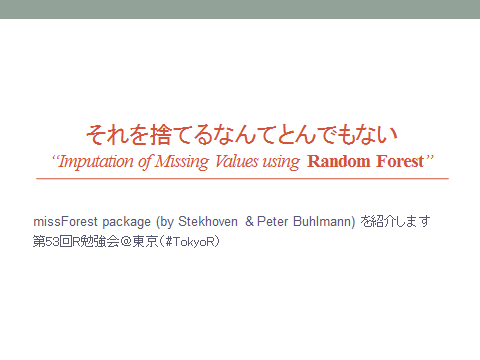 それを捨てるなんてとんでもない
“Imputation of Missing Values using Random Forest”
missForest package (by Stekhoven & Peter Buhlmann) を紹介します
第53回R勉強会@東京(#TokyoR)